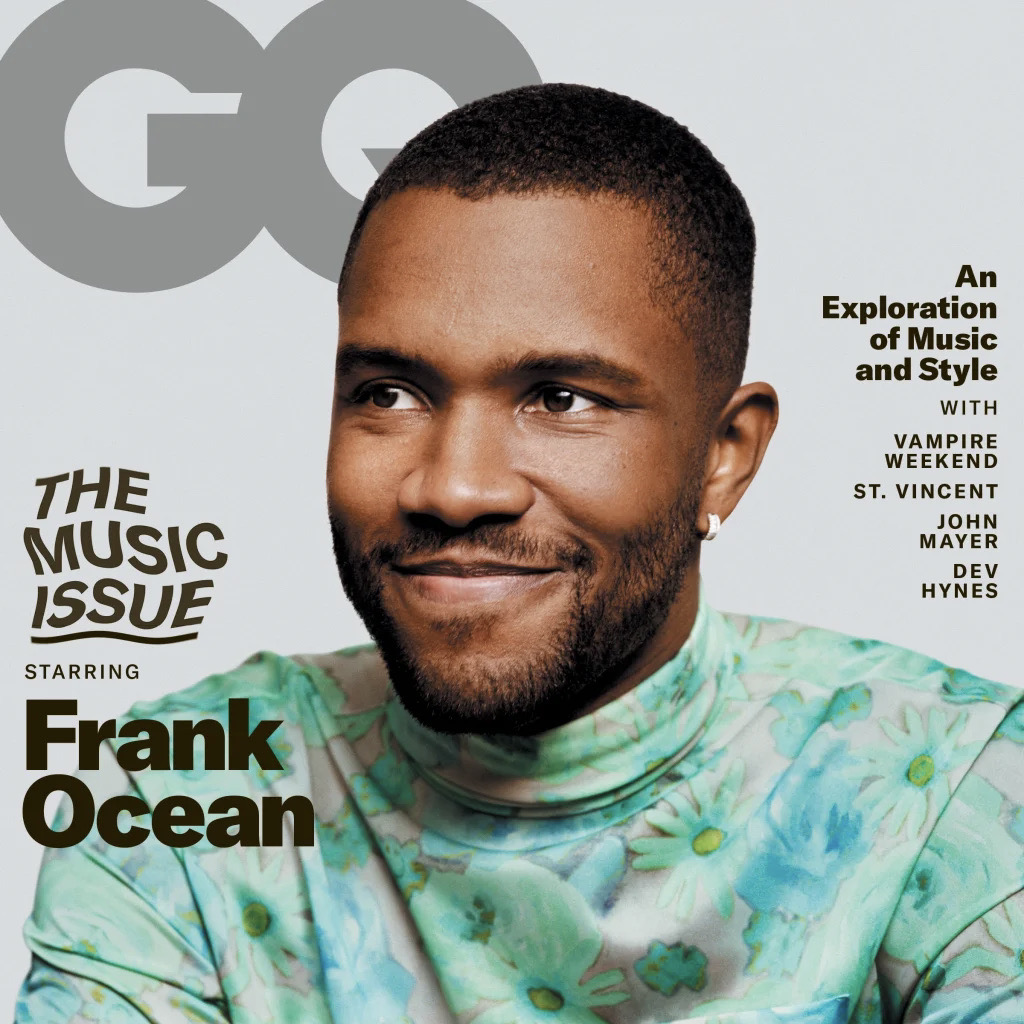 GQ
THE
MUSIC
ISSUE
STARRING
Frank
Ocean
An
Exploration
of Music
and Style
WITH
VAMPIRE
WEEKEND
ST. VINCENT
JOHN
MAYER
DEV
HYNES